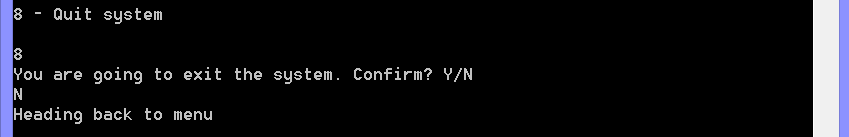 8 - Quit system
8
You are going to exit the system. Confirm? Y/N
N
Heading back to menu